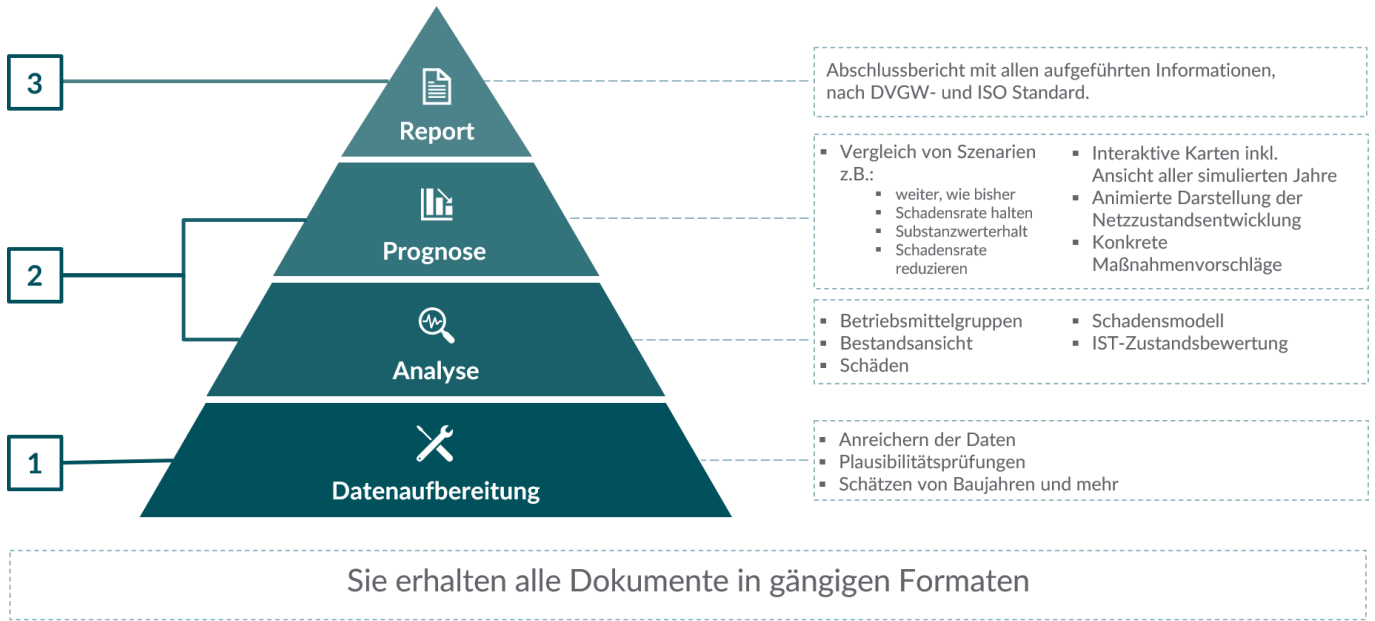 3
Report
Abschlussbericht mit allen aufgeführten Informationen,
nach DVGW- und ISO Standard.
2
Prognose
▪ Vergleich von Szenarien
z.B.:
▪ weiter, wie bisher
▪ Schadensrate halten
▪ Substanzwerterhalt
▪ Schadensrate
reduzieren
▪ Interaktive Karten inkl.
Ansicht aller simulierten Jahre
▪ Animierte Darstellung der
Netzzustandsentwicklung
▪ Konkrete
Maßnahmenvorschläge
Analyse
▪ Betriebsmittelgruppen
▪ Bestandsansicht
▪ Schäden
▪ Schadensmodell
▪ IST-Zustandsbewertung
1
Datenaufbereitung
▪ Anreichern der Daten
▪ Plausibilitätsprüfungen
▪ Schätzen von Baujahren und mehr
Sie erhalten alle Dokumente in gängigen Formaten